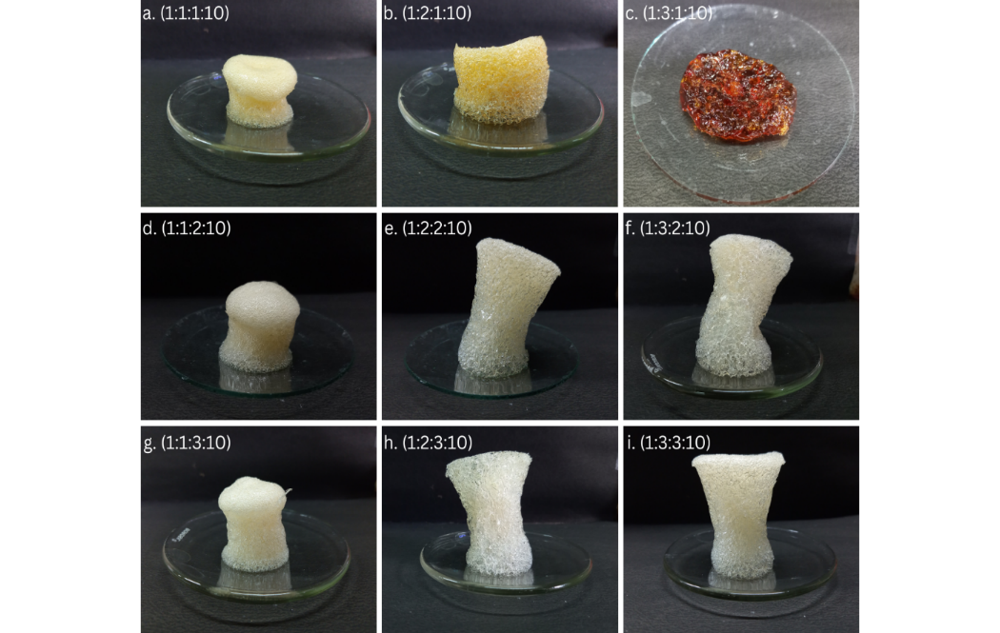 a. (1:1:1:10)
b. (1:2:1:10)
c. (1:3:1:10)
d. (1:1:2:10)
e. (1:2:2:10)
f. (1:3:2:10)
g. (1:1:3:10)
h. (1:2:3:10)
i. (1:3:3:10)